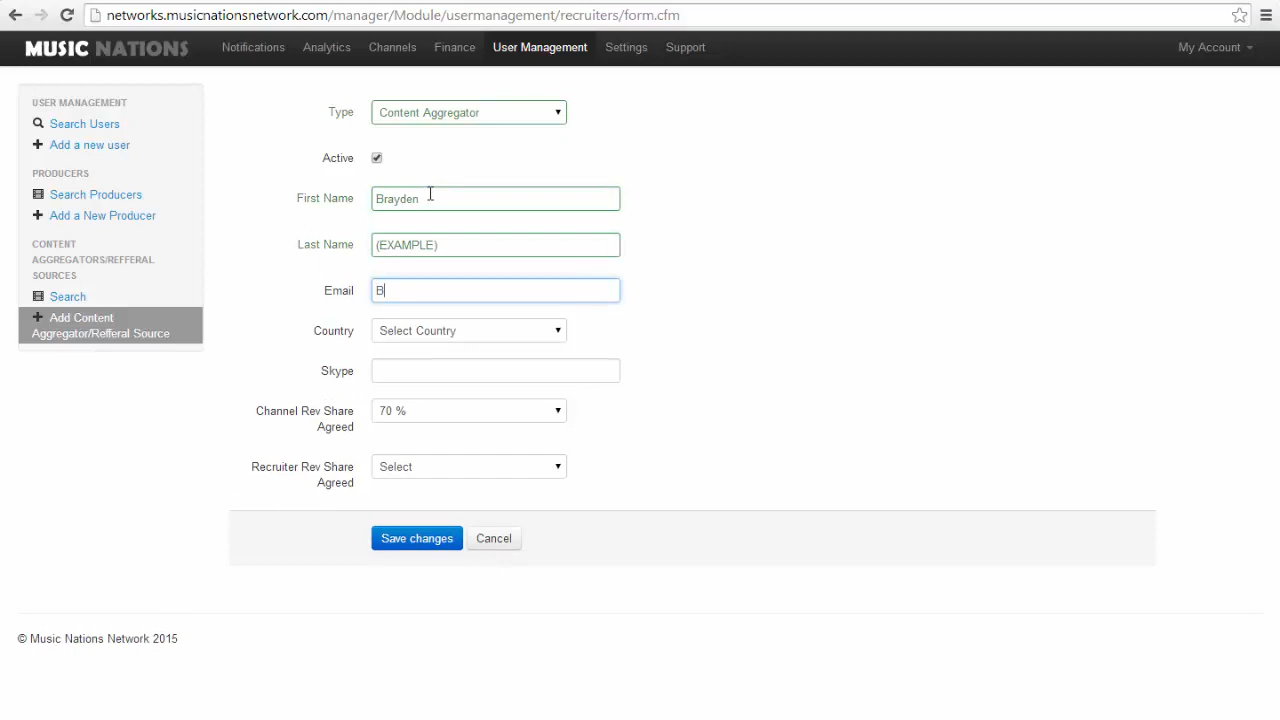 networks.musicnationsnetwork.com/manager/Module/usermanagement/recruiters/form.cfm
MUSIC NATIONS Notifications Analytics Channels Finance User Management Settings Support My Account
USER MANAGEMENT
Search Users
Add a new user
PRODUCERS
Search Producers
Add a New Producer
CONTENT
AGGREGATORS/REFFERAL
SOURCES
Search
Add Content
Aggregator/Refferal Source
Type Content Aggregator
Active
First Name Brayden
Last Name (EXAMPLE)
Email B
Country Select Country
Skype
Channel Rev Share
Agreed 70 %
Recruiter Rev Share
Agreed Select
Save changes Cancel
© Music Nations Network 2015